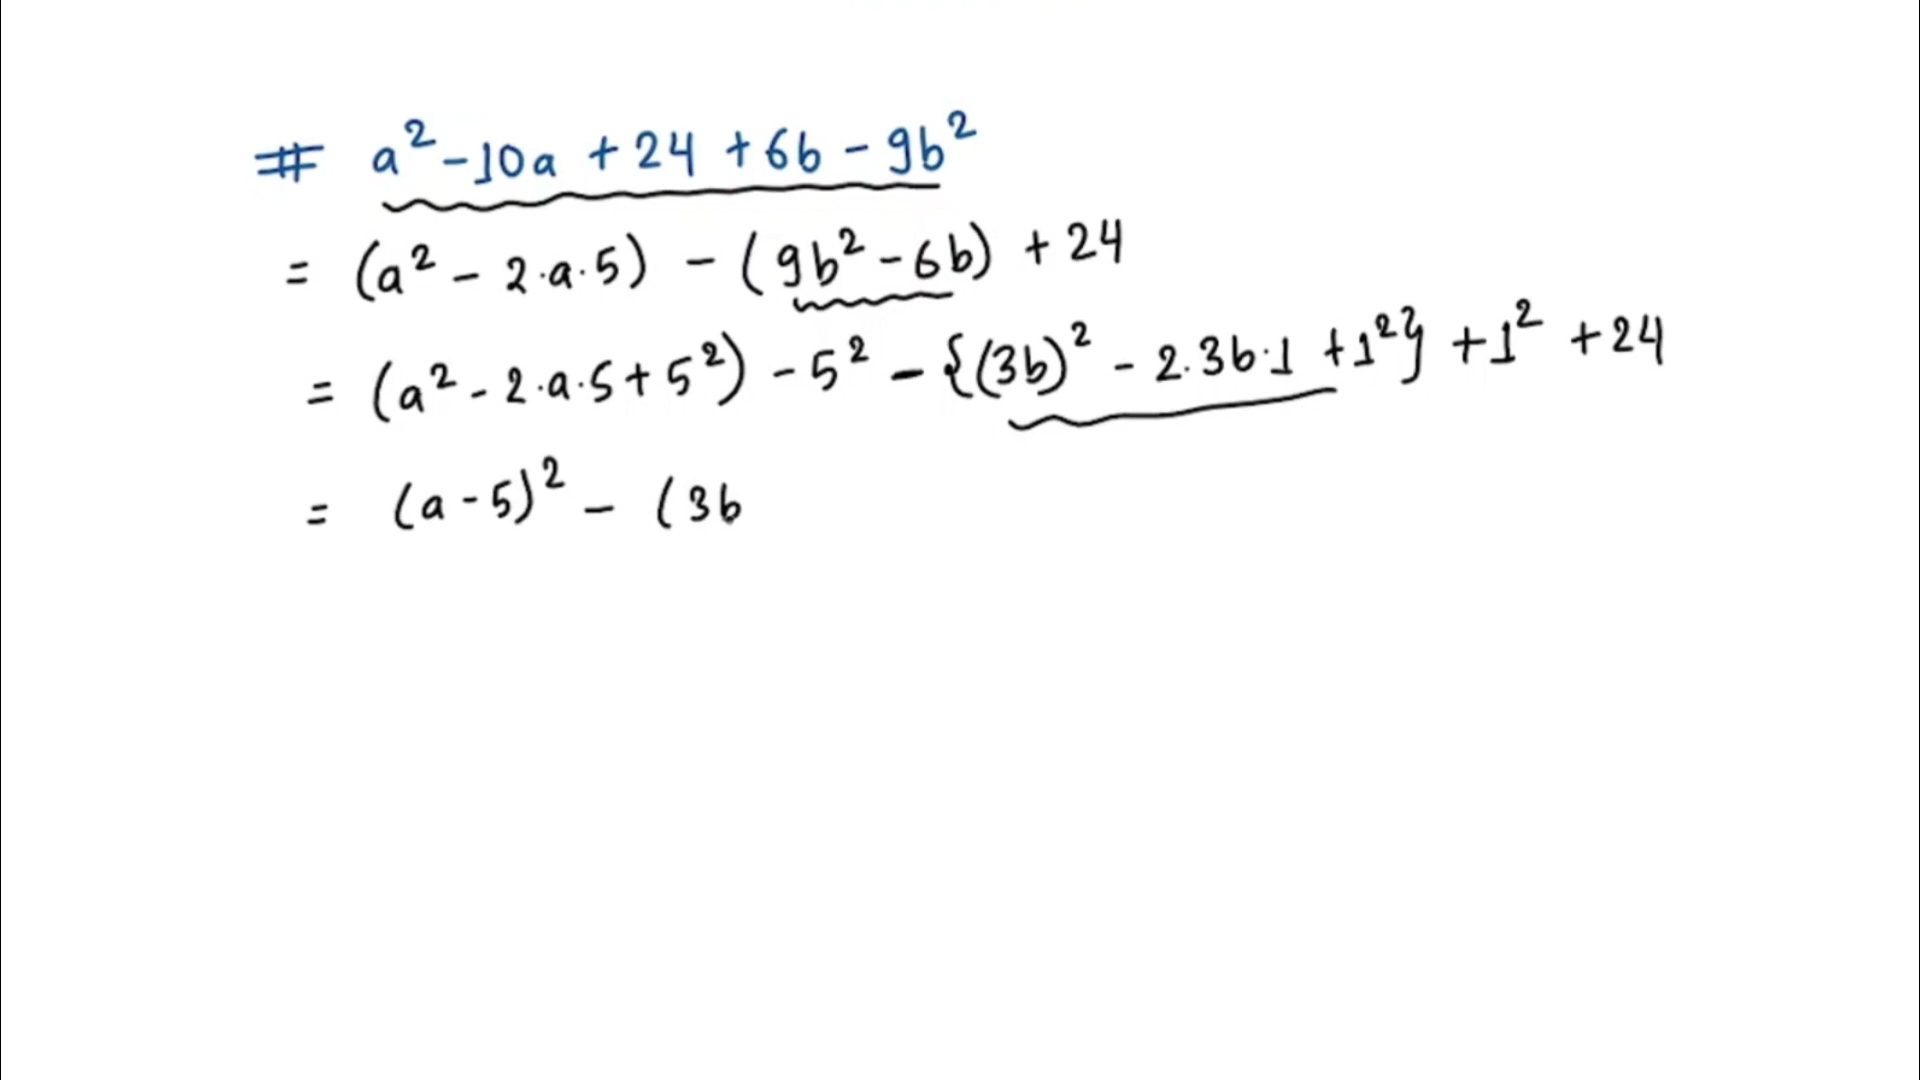 # a² - 10a + 24 + 6b - 9b²
= (a² - 2·a·5) - (9b² - 6b) + 24
= (a² - 2·a·5 + 5²) - 5² - {(3b)² - 2·3b·1 + 1²} + 1² + 24
= (a - 5)² - (3b